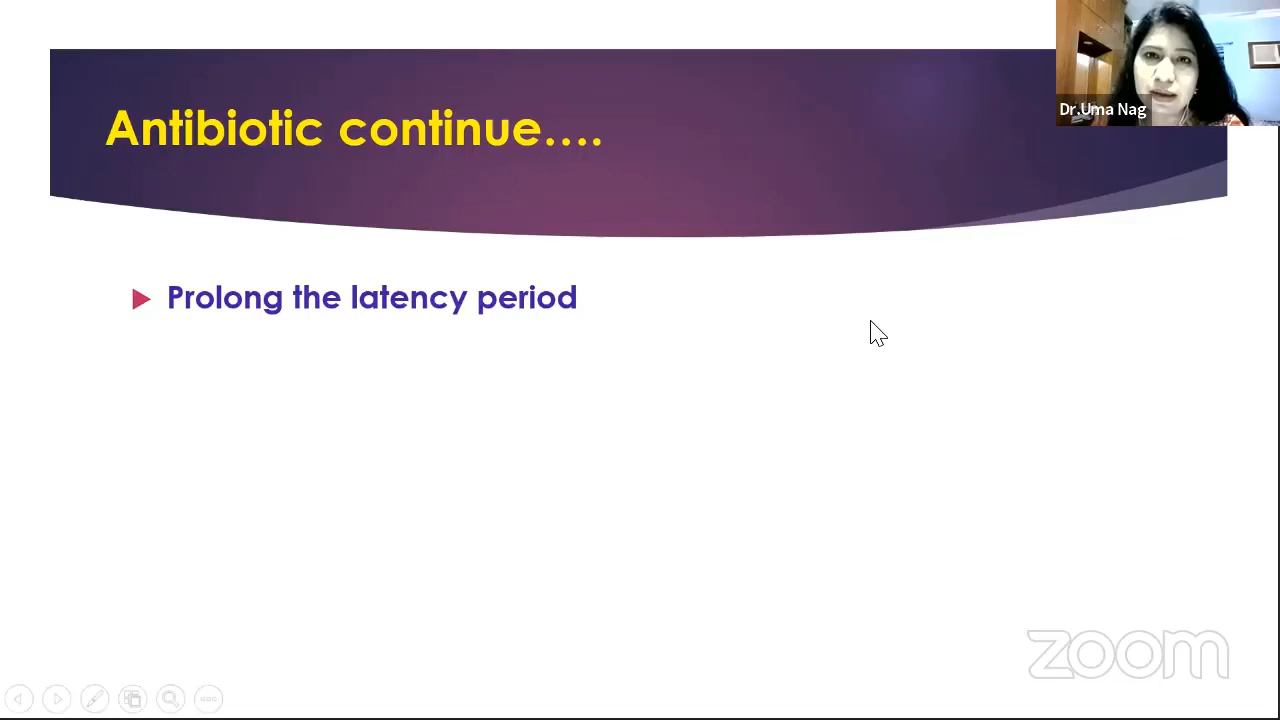 Antibiotic continue....
Dr.Uma Nag
Prolong the latency period
zoom